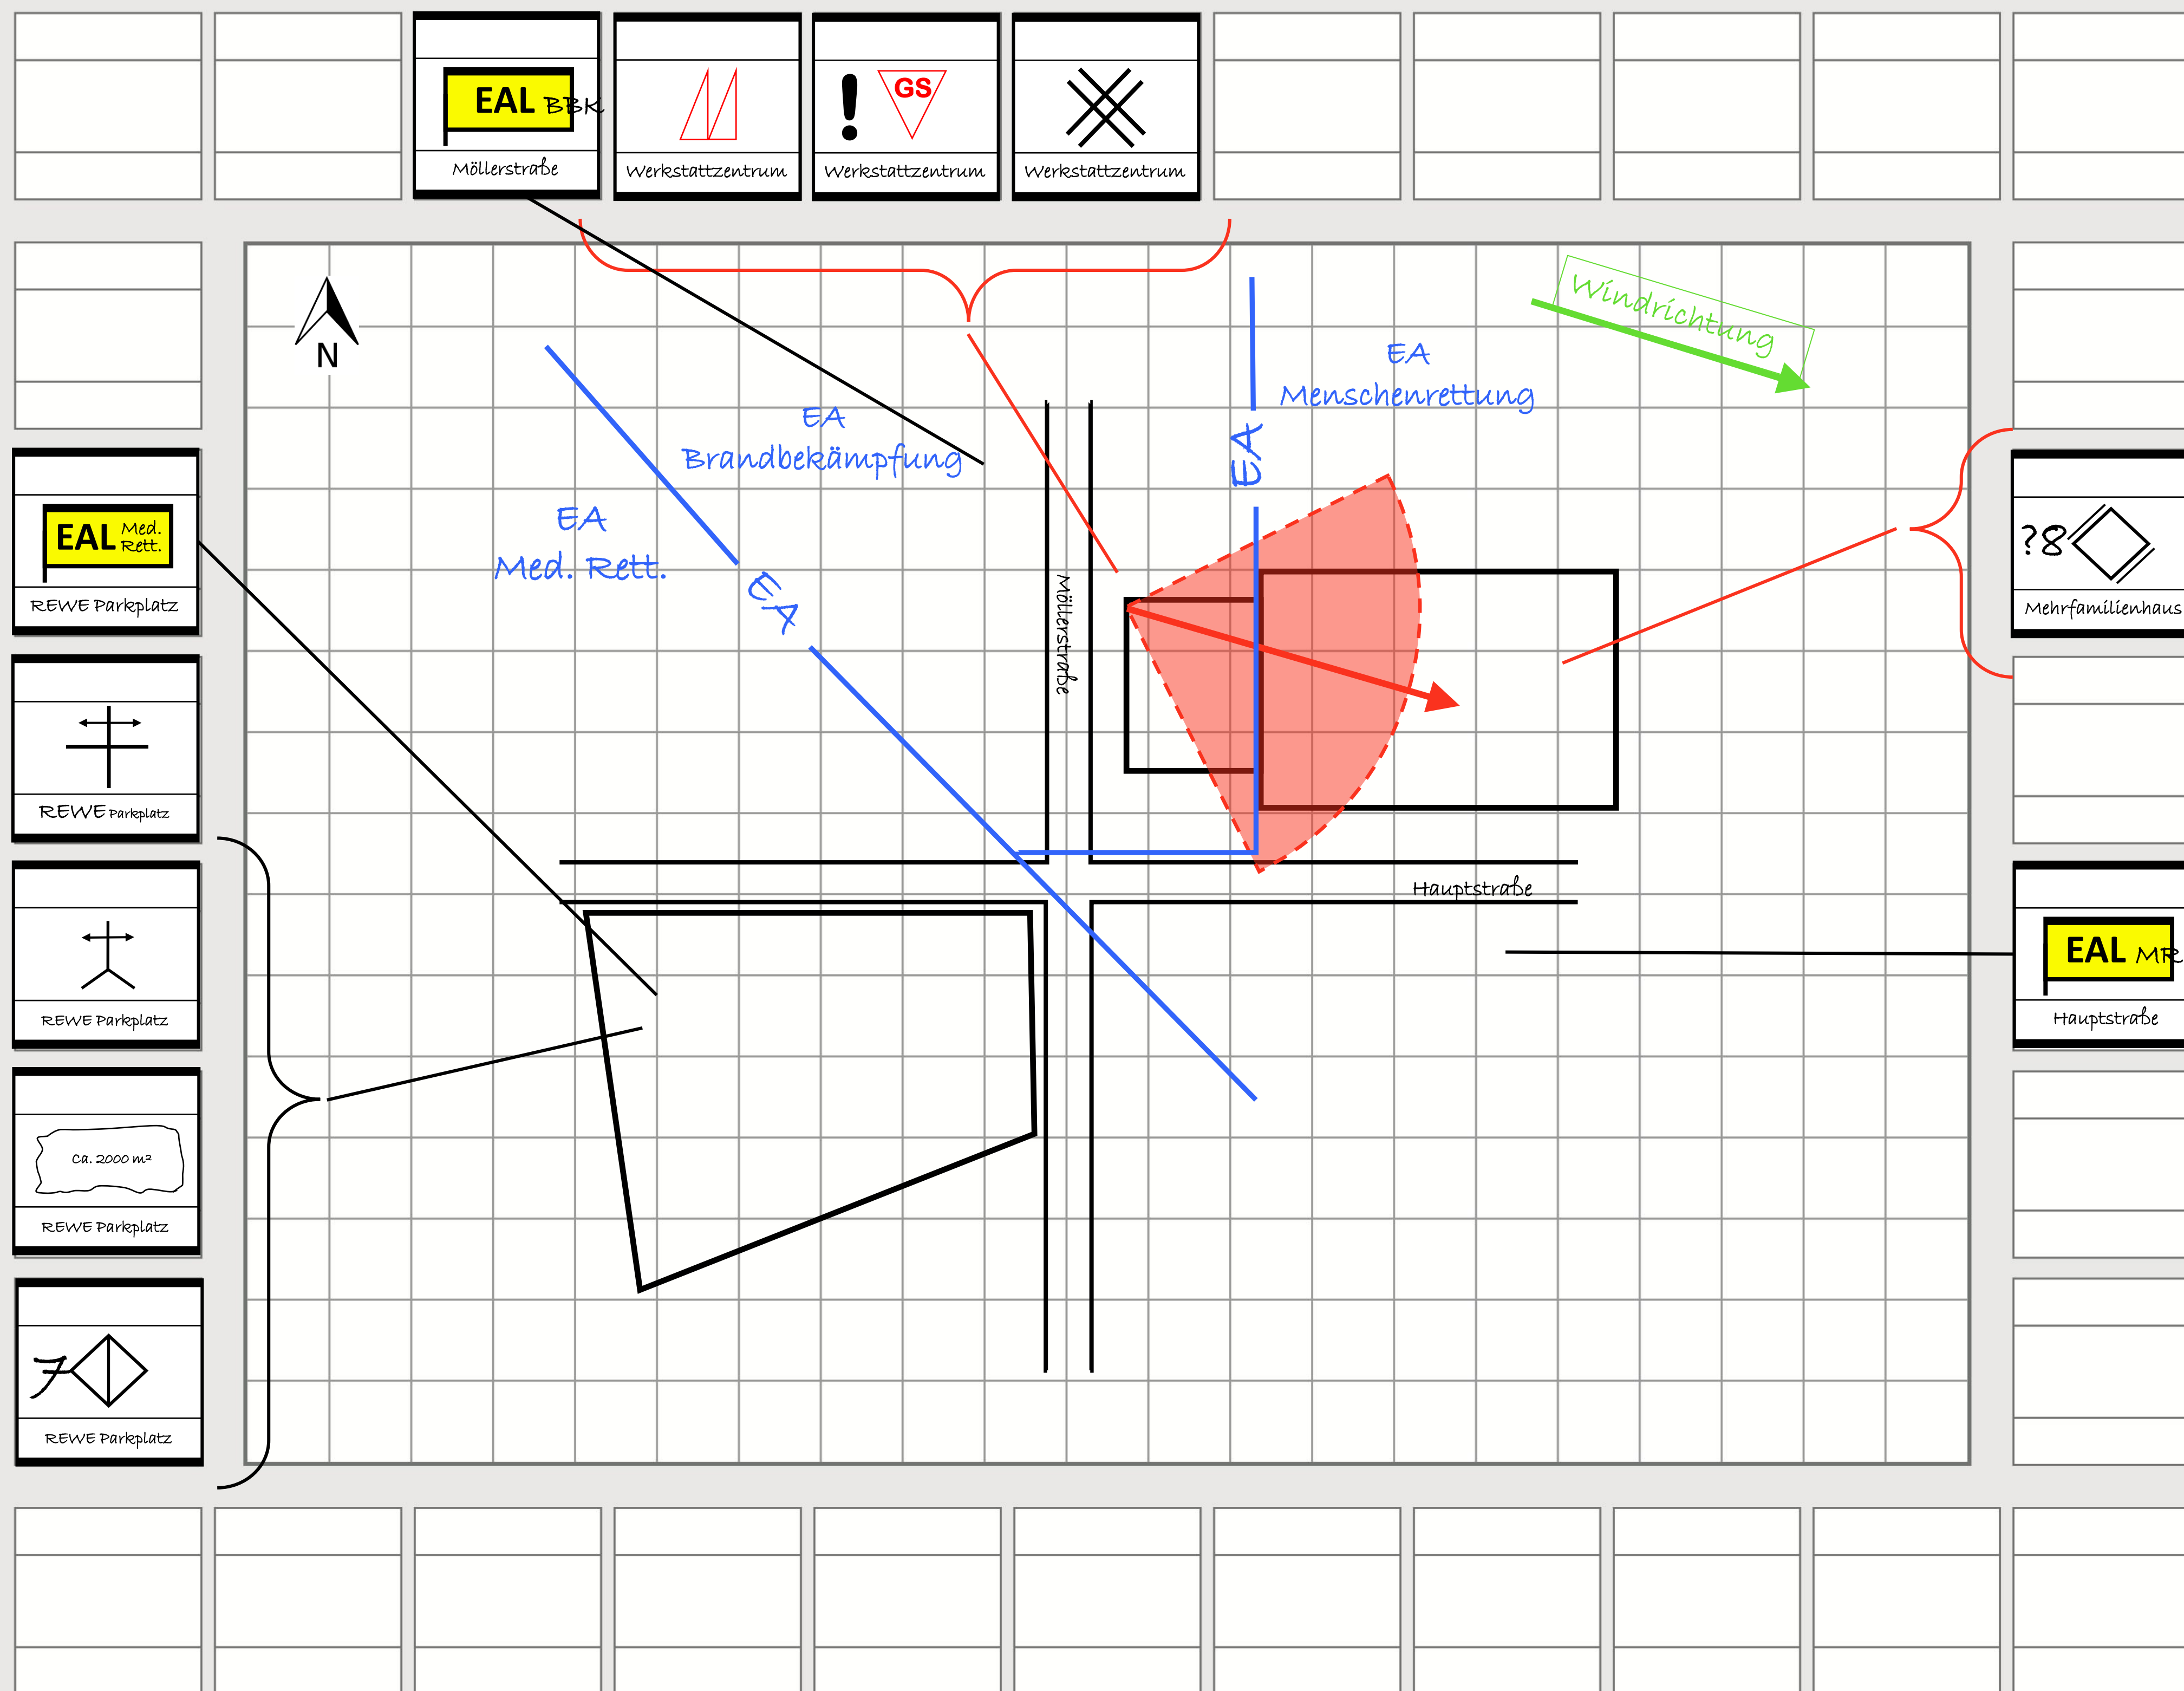 EAL BBK
Möllerstraße
Werkstattzentrum
! GS
Werkstattzentrum
Werkstattzentrum
N
Windrichtung
EA
Menschenrettung
EA
Brandbekämpfung
EA
EA
Med. Rett.
EA
EAL Med.
Rett.
REWE Parkplatz
?8
Mehrfamilienhaus
Möllerstraße
REWE Parkplatz
Hauptstraße
EAL MR
Hauptstraße
REWE Parkplatz
Ca. 2000 m²
REWE Parkplatz
7
REWE Parkplatz